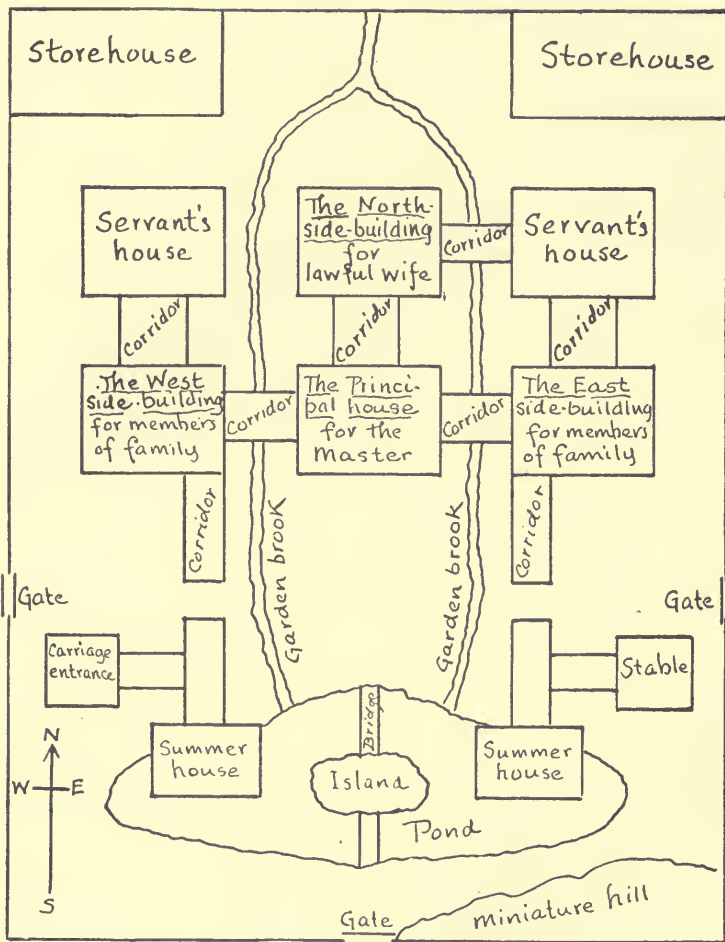 Storehouse
Storehouse
Servant's
house
The North-
side-building
for
lawful wife
Corridor
Servant's
house
Corridor
Corridor
Corridor
The West
side-building
for members
of family
Corridor
The Princi-
pal house
for the
Master
Corridor
The East
side-building
for members
of family
Corridor
Garden brook
Garden brook
Corridor
Gate
Gate
Carriage
entrance
Stable
N
W E
S
Summer
house
Bridge
Island
Summer
house
Pond
Gate
miniature hill